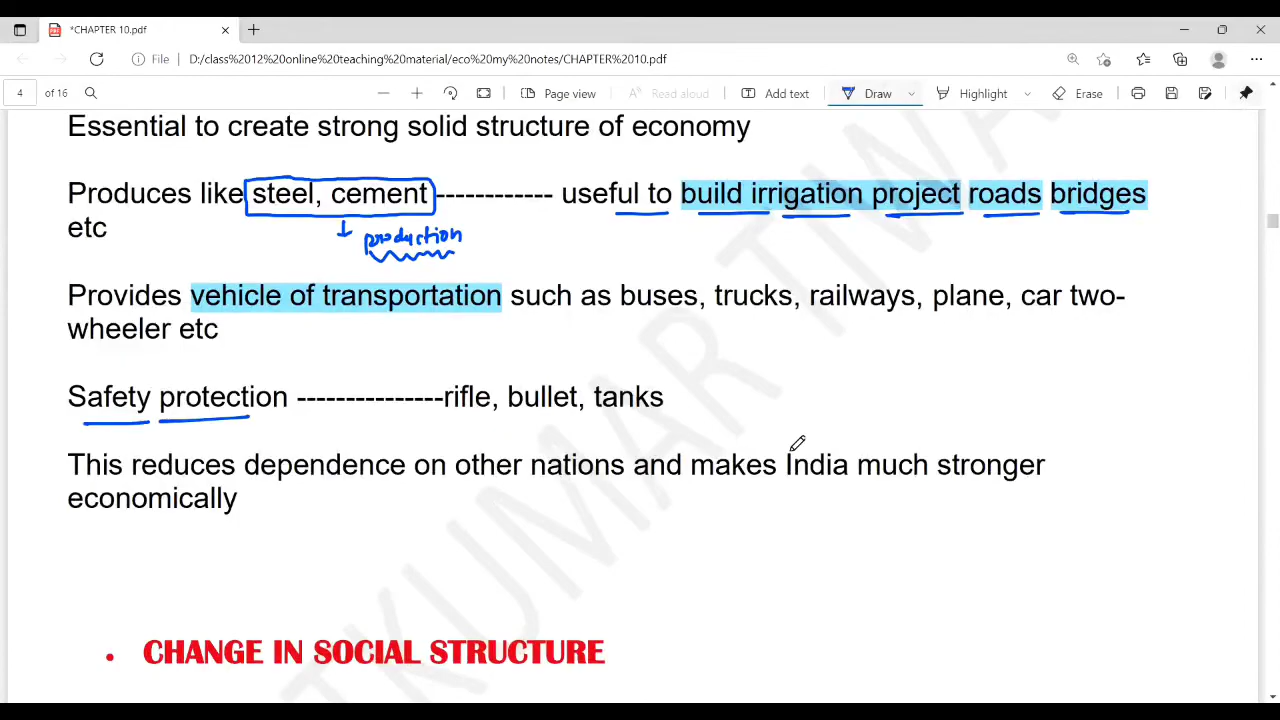 *CHAPTER 10.pdf
File
D:/class%2012%20online%20teaching%20material/eco%20my%20notes/CHAPTER%2010.pdf
4 of 16
Page view
Read aloud
Add text
Draw
Highlight
Erase
Essential to create strong solid structure of economy
Produces like steel, cement ------------ useful to build irrigation project roads bridges
etc
production
Provides vehicle of transportation such as buses, trucks, railways, plane, car two-
wheeler etc
Safety protection ---------------rifle, bullet, tanks
This reduces dependence on other nations and makes India much stronger
economically
• CHANGE IN SOCIAL STRUCTURE
KUMAR TIWA